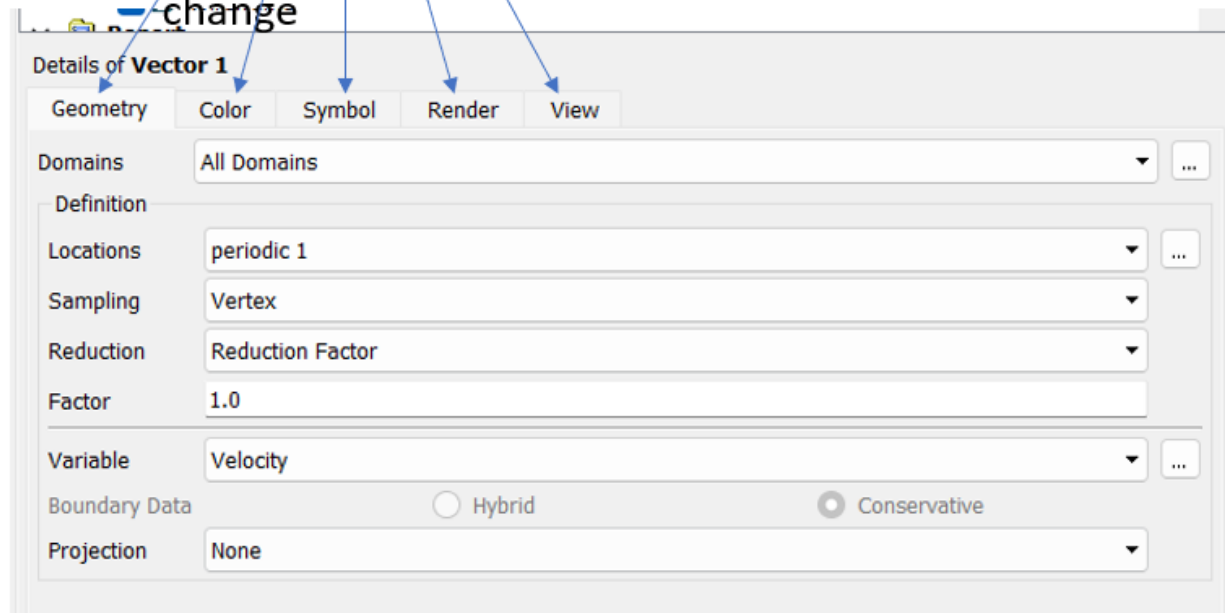 change
Report
Details of Vector 1
Geometry Color Symbol Render View
Domains All Domains ...
Definition
Locations periodic 1 ...
Sampling Vertex
Reduction Reduction Factor
Factor 1.0
Variable Velocity ...
Boundary Data Hybrid Conservative
Projection None